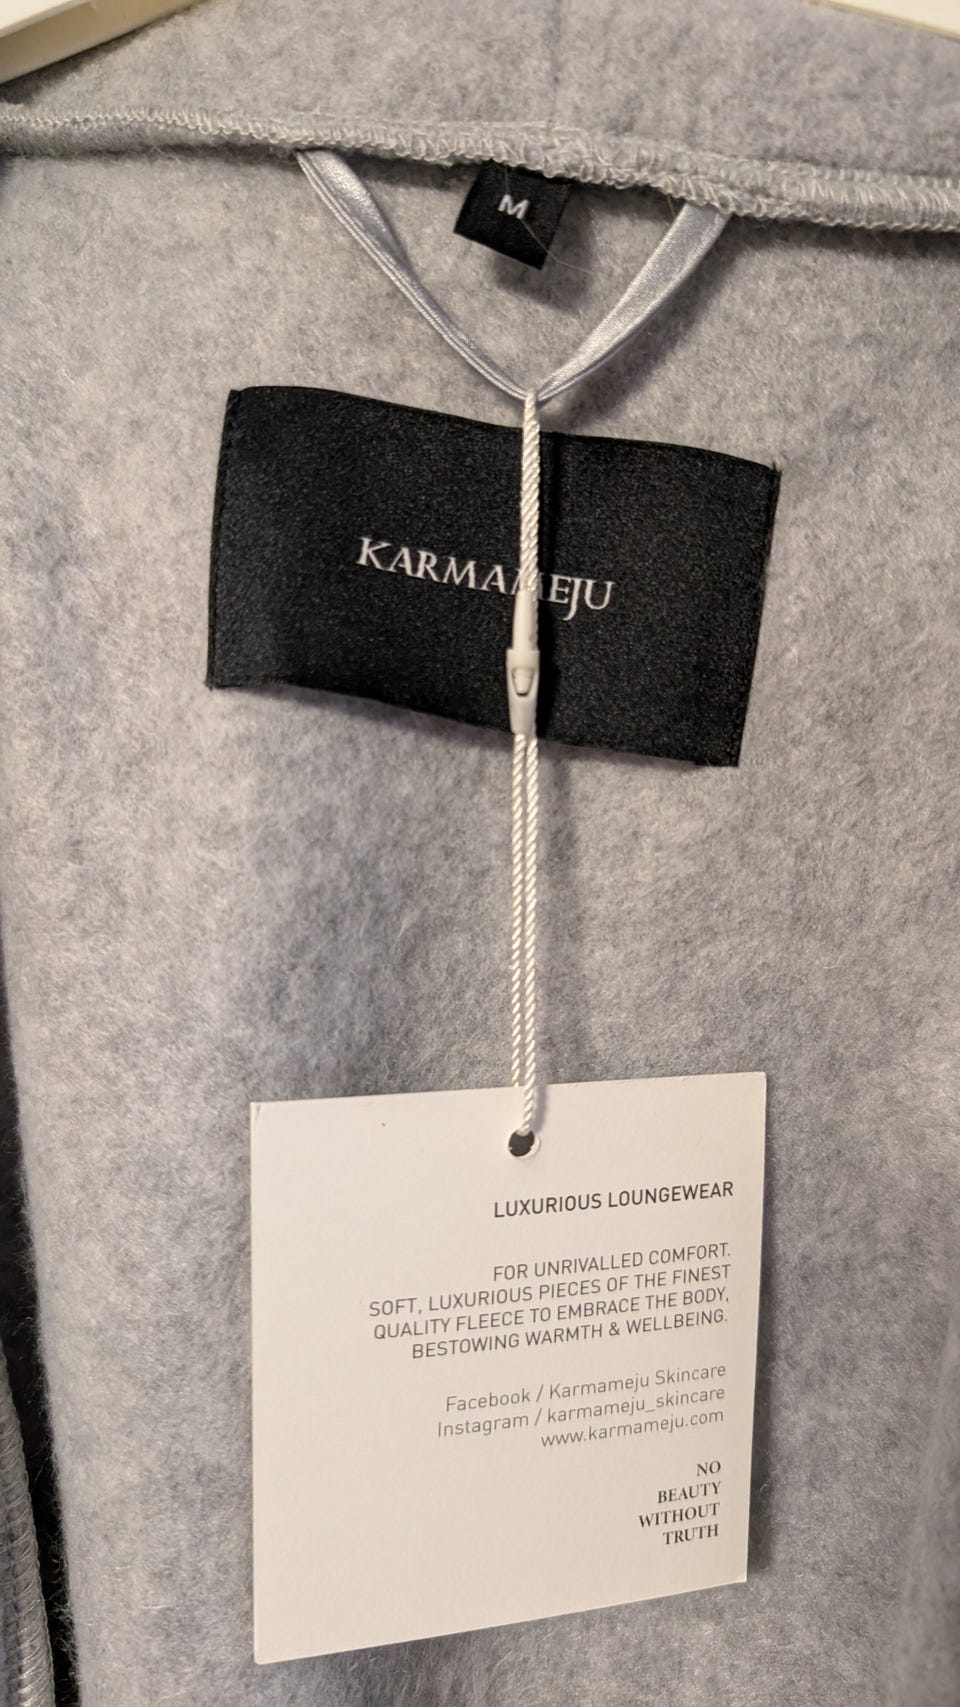 M
KARMAMEJU
LUXURIOUS LOUNGEWEAR
FOR UNRIVALLED COMFORT.
SOFT, LUXURIOUS PIECES OF THE FINEST
QUALITY FLEECE TO EMBRACE THE BODY,
BESTOWING WARMTH & WELLBEING.
Facebook / Karmameju Skincare
Instagram / karmameju_skincare
www.karmameju.com
NO
BEAUTY
WITHOUT
TRUTH